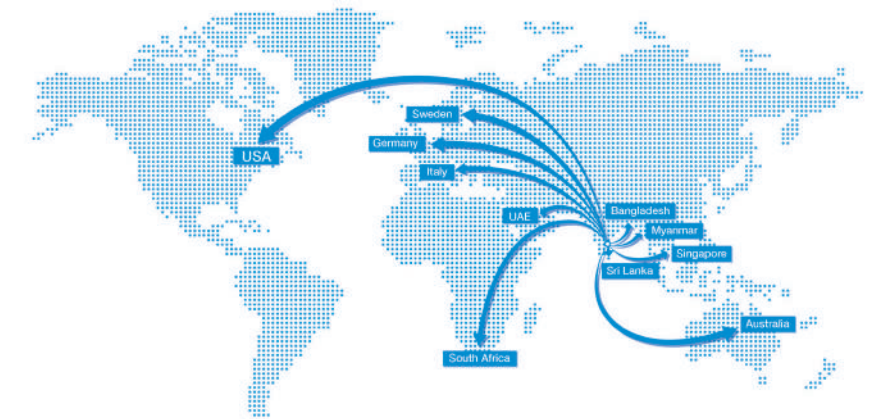 Sweden
Germany
USA
Italy
UAE
Bangladesh
Myanmar
Singapore
Sri Lanka
Australia
South Africa